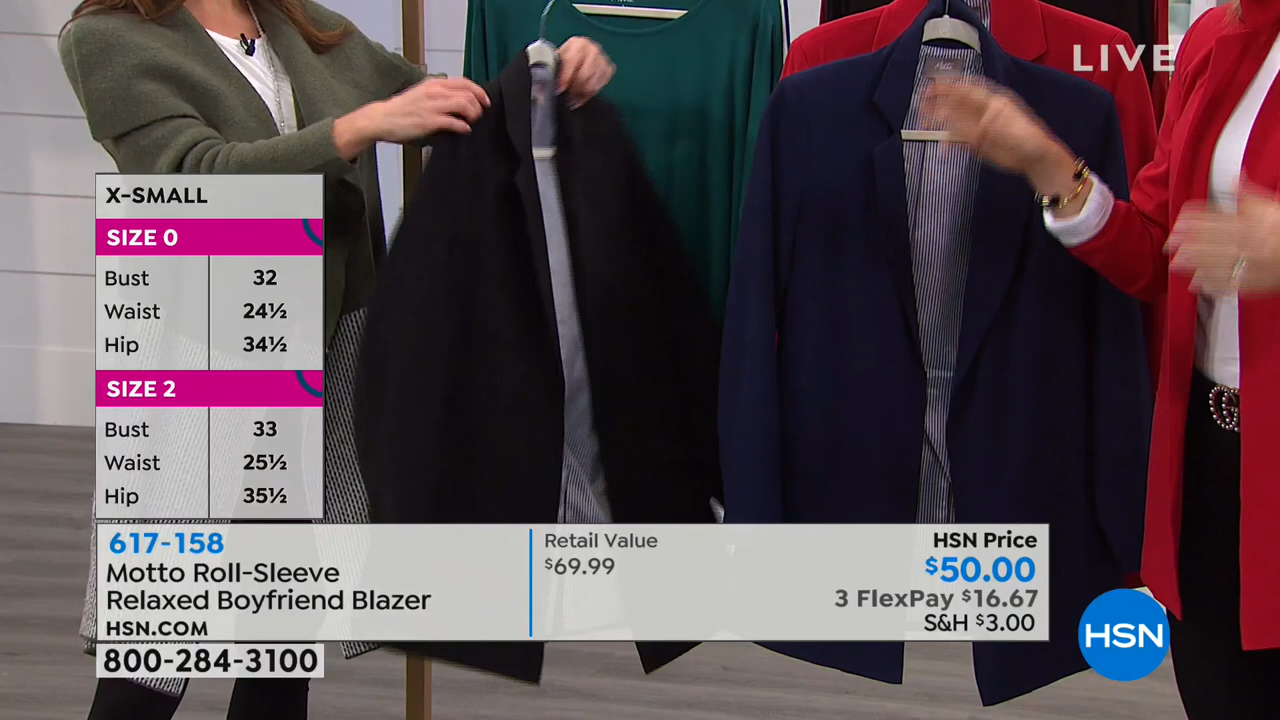 LIVE
X-SMALL
SIZE 0
Bust 32
Waist 24½
Hip 34½
SIZE 2
Bust 33
Waist 25½
Hip 35½
617-158
Motto Roll-Sleeve
Relaxed Boyfriend Blazer
HSN.COM
800-284-3100
Retail Value
$69.99
HSN Price
$50.00
3 FlexPay $16.67
S&H $3.00
HSN